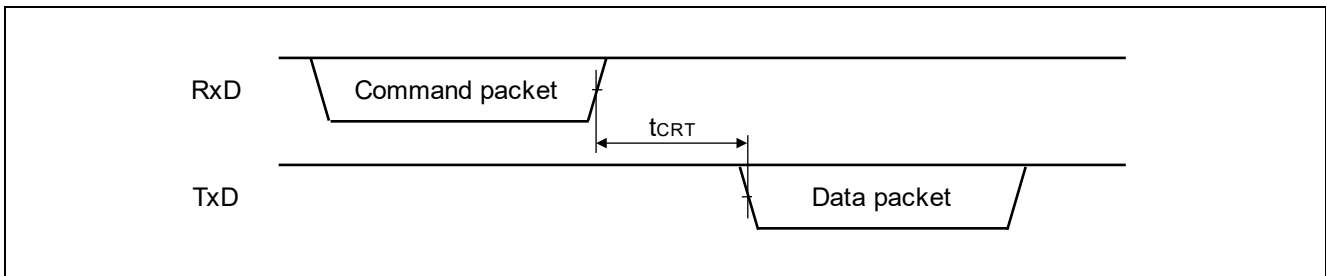 RxD
Command packet
tCRT
TxD
Data packet